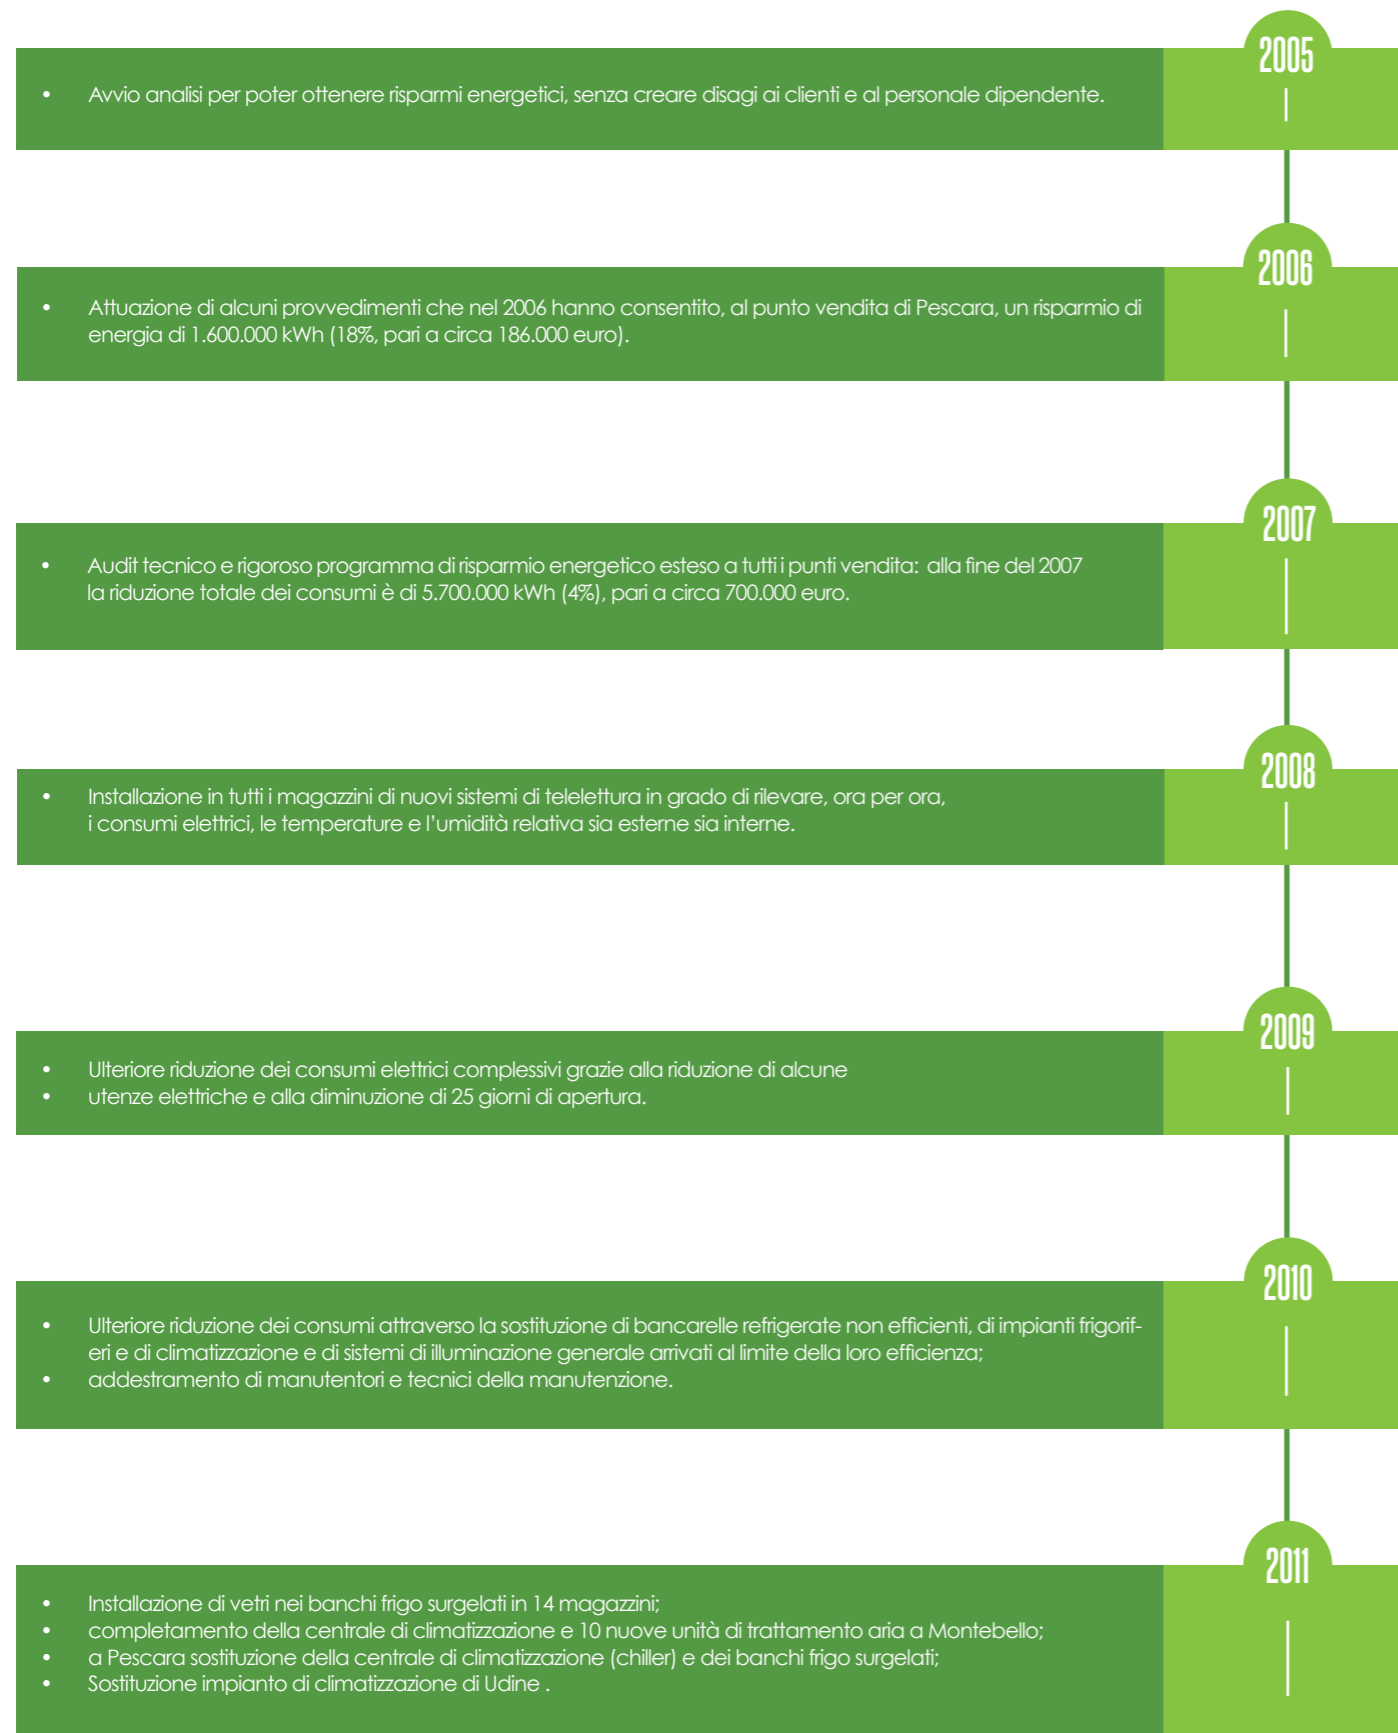 2005
• Avvio analisi per poter ottenere risparmi energetici, senza creare disagi ai clienti e al personale dipendente.
2006
• Attuazione di alcuni provvedimenti che nel 2006 hanno consentito, al punto vendita di Pescara, un risparmio di
energia di 1.600.000 kWh (18%, pari a circa 186.000 euro).
2007
• Audit tecnico e rigoroso programma di risparmio energetico esteso a tutti i punti vendita: alla fine del 2007
la riduzione totale dei consumi è di 5.700.000 kWh (4%), pari a circa 700.000 euro.
2008
• Installazione in tutti i magazzini di nuovi sistemi di telelettura in grado di rilevare, ora per ora,
i consumi elettrici, le temperature e l'umidità relativa sia esterne sia interne.
2009
• Ulteriore riduzione dei consumi elettrici complessivi grazie alla riduzione di alcune
• utenze elettriche e alla diminuzione di 25 giorni di apertura.
2010
• Ulteriore riduzione dei consumi attraverso la sostituzione di bancarelle refrigerate non efficienti, di impianti frigorif-
eri e di climatizzazione e di sistemi di illuminazione generale arrivati al limite della loro efficienza;
• addestramento di manutentori e tecnici della manutenzione.
2011
• Installazione di vetri nei banchi frigo surgelati in 14 magazzini;
• completamento della centrale di climatizzazione e 10 nuove unità di trattamento aria a Montebello;
• a Pescara sostituzione della centrale di climatizzazione (chiller) e dei banchi frigo surgelati;
• Sostituzione impianto di climatizzazione di Udine .